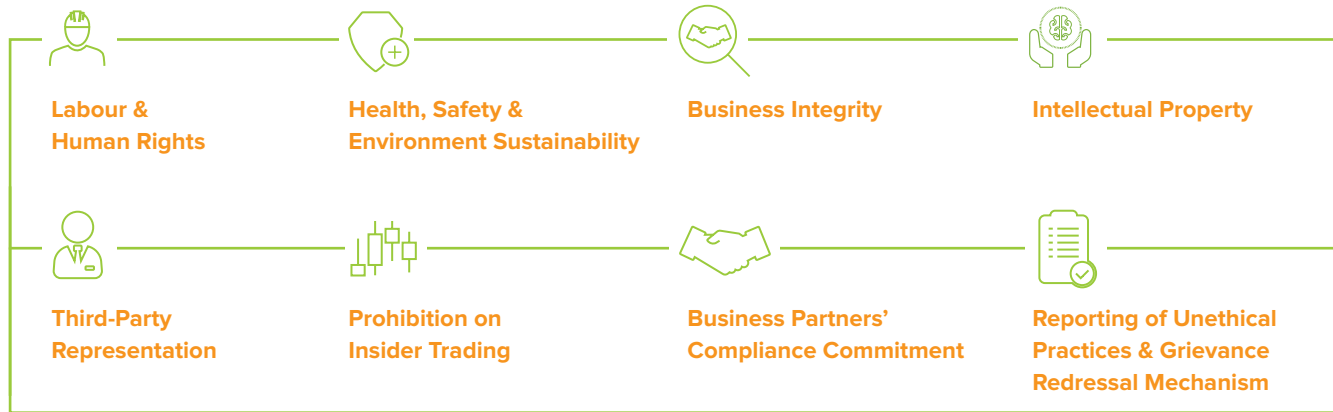 Labour &
Human Rights
Health, Safety &
Environment Sustainability
Business Integrity
Intellectual Property
Third-Party
Representation
Prohibition on
Insider Trading
Business Partners’
Compliance Commitment
Reporting of Unethical
Practices & Grievance
Redressal Mechanism